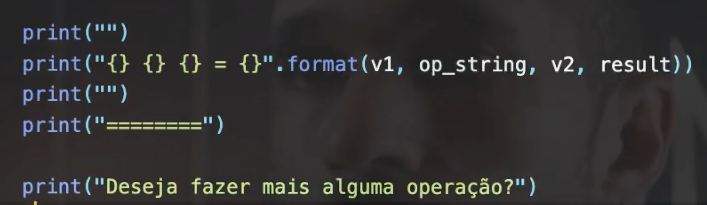 print("")
print("{} {} {} = {}".format(v1, op_string, v2, result))
print("")
print("========")
print("Deseja fazer mais alguma operação?")